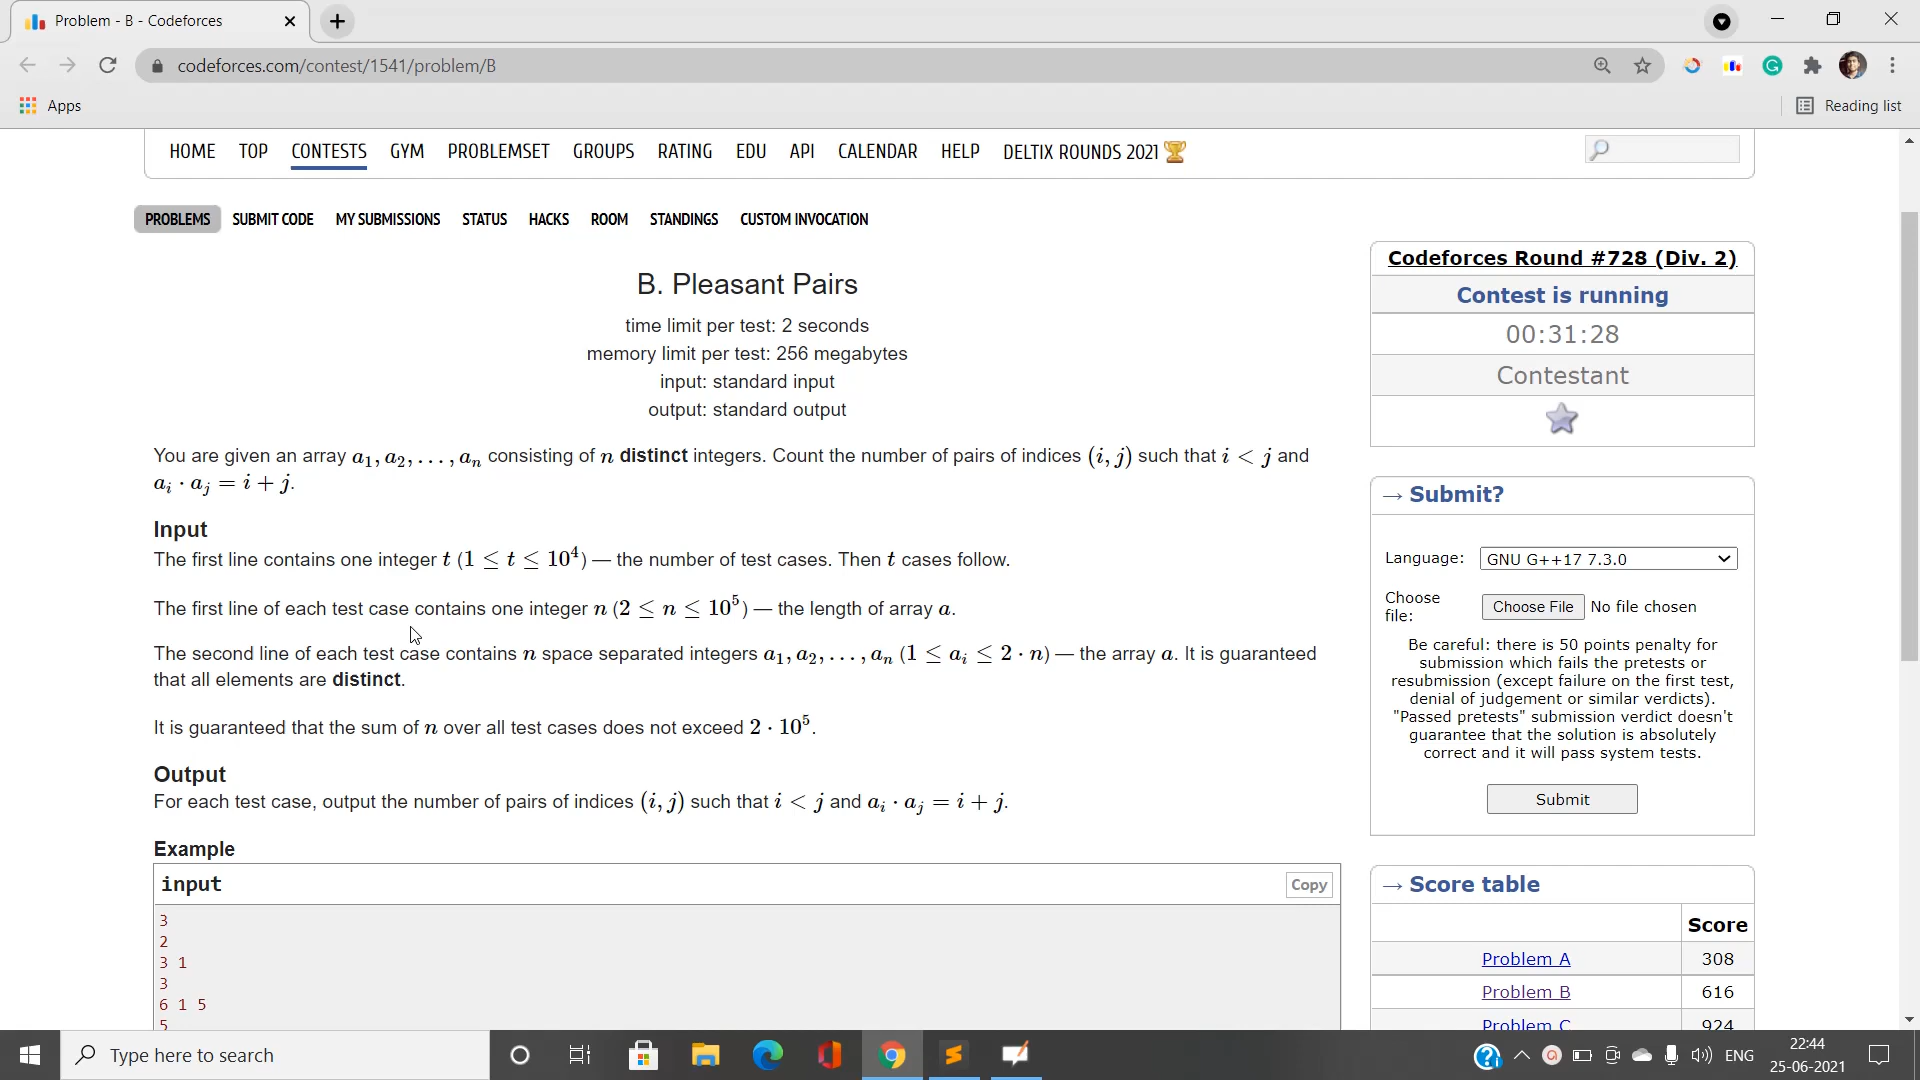 Problem - B - Codeforces
codeforces.com/contest/1541/problem/B
Apps
Reading list
HOME TOP CONTESTS GYM PROBLEMSET GROUPS RATING EDU API CALENDAR HELP DELTIX ROUNDS 2021
PROBLEMS SUBMIT CODE MY SUBMISSIONS STATUS HACKS ROOM STANDINGS CUSTOM INVOCATION
B. Pleasant Pairs
time limit per test: 2 seconds
memory limit per test: 256 megabytes
input: standard input
output: standard output
You are given an array a₁, a₂, …, aₙ consisting of n distinct integers. Count the number of pairs of indices (i, j) such that i < j and
aᵢ · aⱼ = i + j.
Input
The first line contains one integer t (1 ≤ t ≤ 10⁴) — the number of test cases. Then t cases follow.
The first line of each test case contains one integer n (2 ≤ n ≤ 10⁵) — the length of array a.
The second line of each test case contains n space separated integers a₁, a₂, …, aₙ (1 ≤ aᵢ ≤ 2 · n) — the array a. It is guaranteed
that all elements are distinct.
It is guaranteed that the sum of n over all test cases does not exceed 2 · 10⁵.
Output
For each test case, output the number of pairs of indices (i, j) such that i < j and aᵢ · aⱼ = i + j.
Example
input
Copy
3
2
3 1
3
6 1 5
5
Codeforces Round #728 (Div. 2)
Contest is running
00:31:28
Contestant
→ Submit?
Language: GNU G++17 7.3.0
Choose
file:
Choose File No file chosen
Be careful: there is 50 points penalty for
submission which fails the pretests or
resubmission (except failure on the first test,
denial of judgement or similar verdicts).
"Passed pretests" submission verdict doesn't
guarantee that the solution is absolutely
correct and it will pass system tests.
Submit
→ Score table
Score
Problem A 308
Problem B 616
Problem C 924
Type here to search
ENG
22:44
25-06-2021